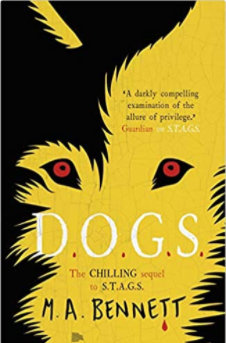 'A darkly compelling
examination of the
allure of privilege.'
Guardian on S.T.A.G.S.
D.O.G.S.
The CHILLING sequel
to S.T.A.G.S.
M.A. BENNETT